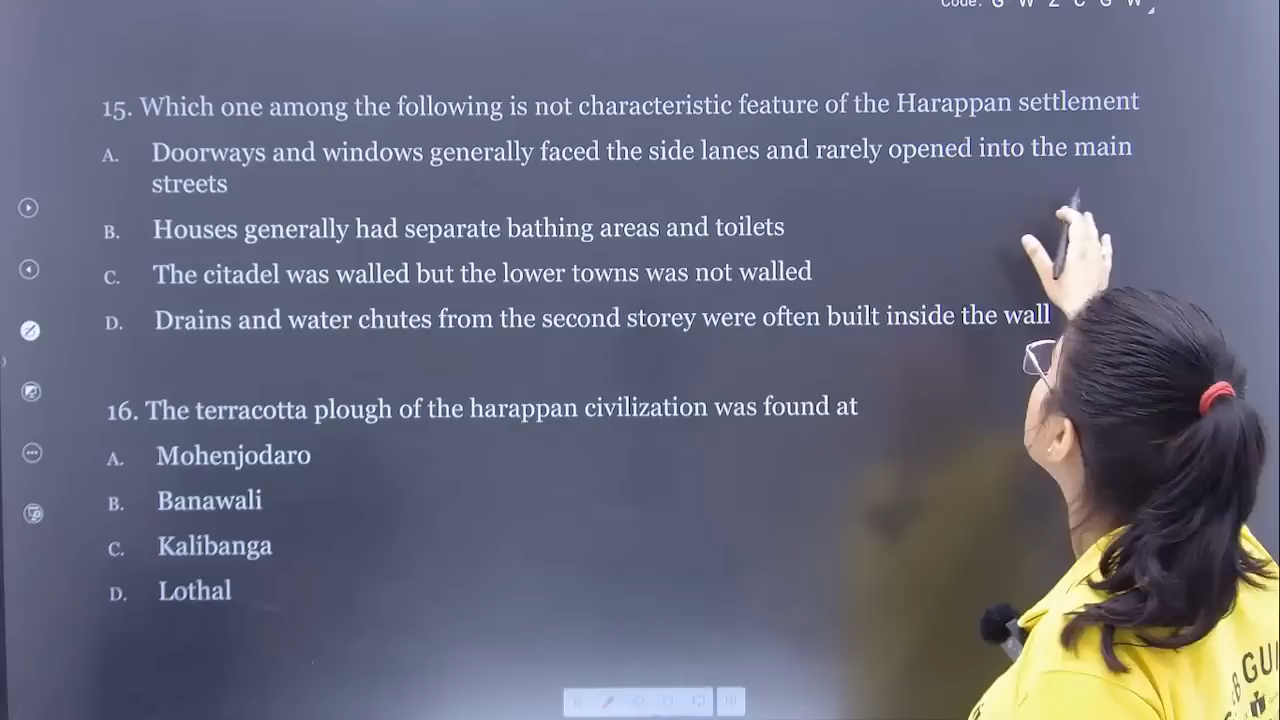 Code: G W Z C G W
15. Which one among the following is not characteristic feature of the Harappan settlement
A. Doorways and windows generally faced the side lanes and rarely opened into the main
streets
B. Houses generally had separate bathing areas and toilets
C. The citadel was walled but the lower towns was not walled
D. Drains and water chutes from the second storey were often built inside the wall
16. The terracotta plough of the harappan civilization was found at
A. Mohenjodaro
B. Banawali
C. Kalibanga
D. Lothal